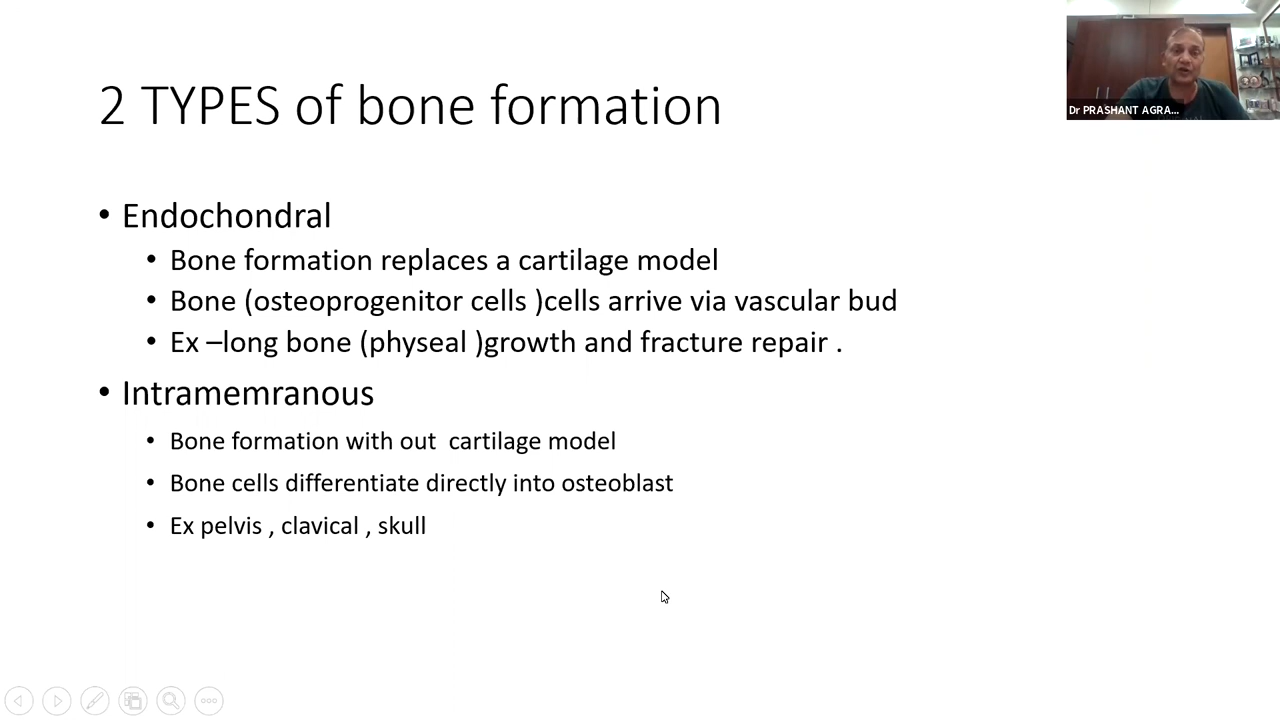 2 TYPES of bone formation
Dr PRASHANT AGRA...
• Endochondral
• Bone formation replaces a cartilage model
• Bone (osteoprogenitor cells )cells arrive via vascular bud
• Ex –long bone (physeal )growth and fracture repair .
• Intramemranous
• Bone formation with out  cartilage model
• Bone cells differentiate directly into osteoblast
• Ex pelvis , clavical , skull